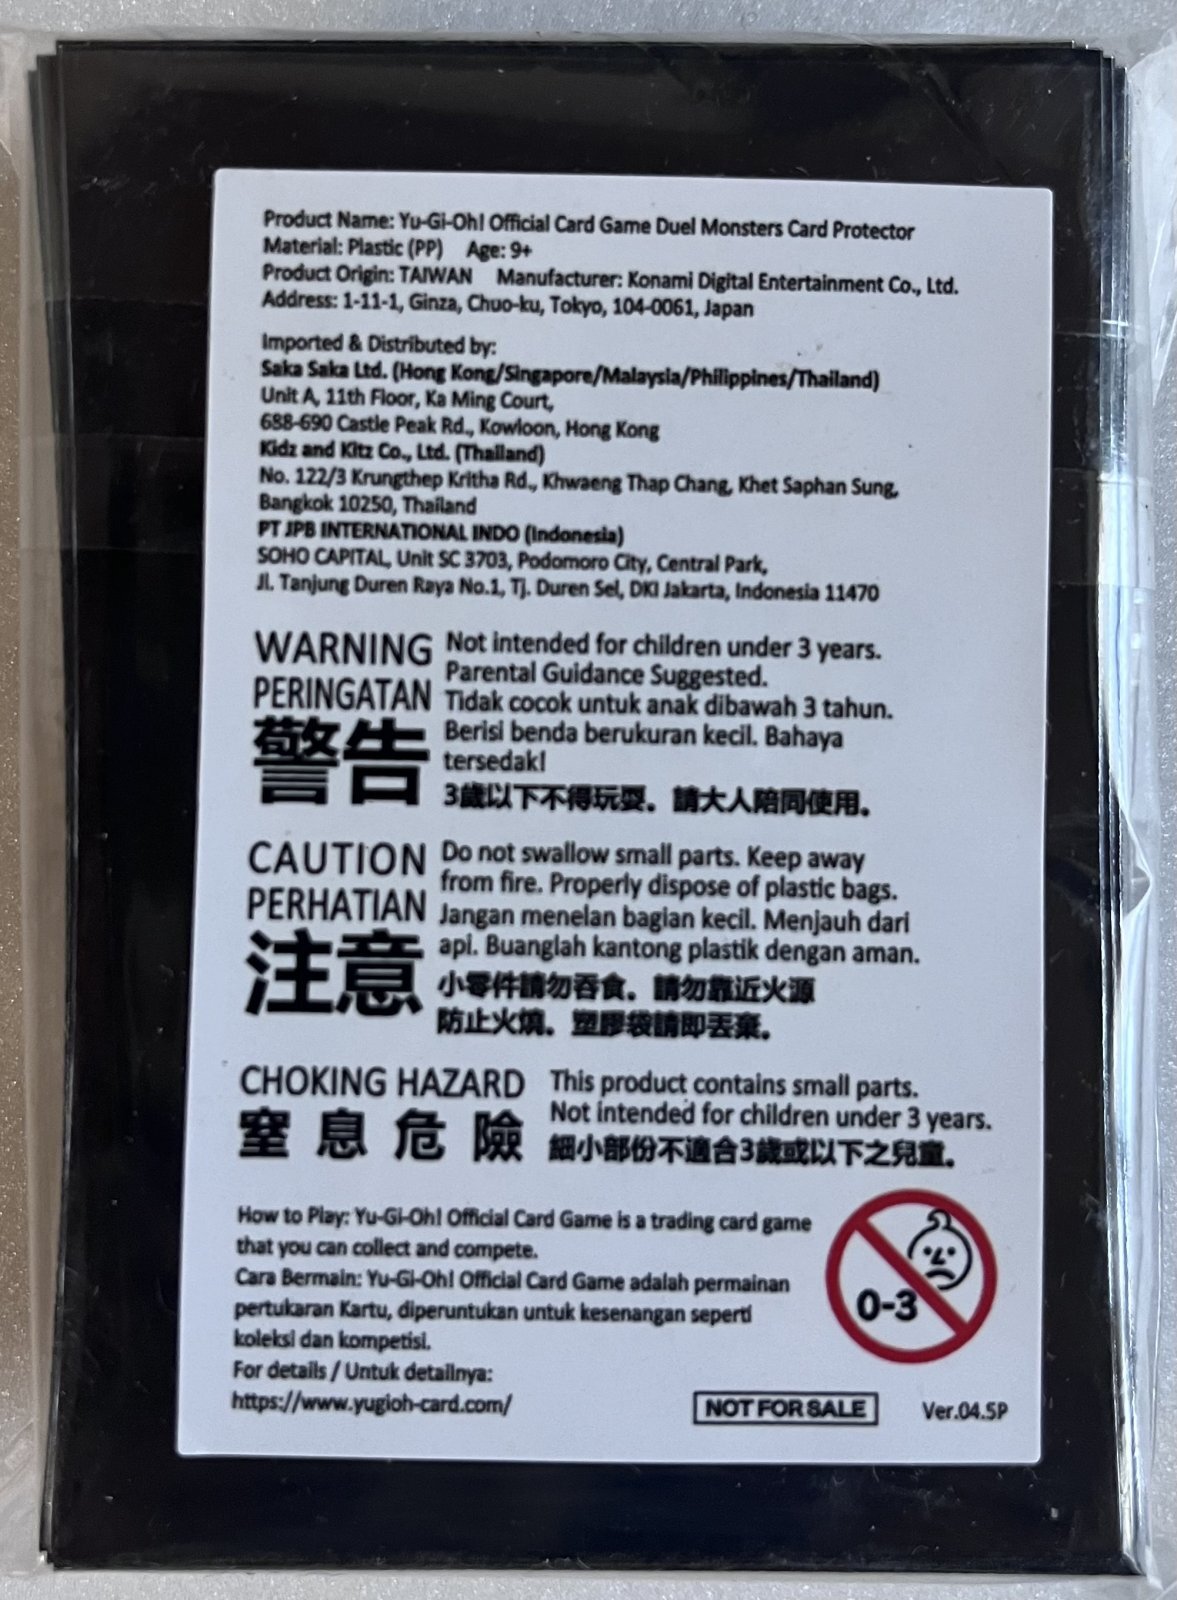 Product Name: Yu-Gi-Oh! Official Card Game Duel Monsters Card Protector
Material: Plastic (PP) Age: 9+
Product Origin: TAIWAN Manufacturer: Konami Digital Entertainment Co., Ltd.
Address: 1-11-1, Ginza, Chuo-ku, Tokyo, 104-0061, Japan
Imported & Distributed by:
Saka Saka Ltd. (Hong Kong/Singapore/Malaysia/Philippines/Thailand)
Unit A, 11th Floor, Ka Ming Court,
688-690 Castle Peak Rd., Kowloon, Hong Kong
Kidz and Kitz Co., Ltd. (Thailand)
No. 122/3 Krungthep Kritha Rd., Khwaeng Thap Chang, Khet Saphan Sung,
Bangkok 10250, Thailand
PT JPB INTERNATIONAL INDO (Indonesia)
SOHO CAPITAL, Unit SC 3703, Podomoro City, Central Park,
Jl. Tanjung Duren Raya No.1, Tj. Duren Sel, DKI Jakarta, Indonesia 11470
WARNING
PERINGATAN
警告
Not intended for children under 3 years.
Parental Guidance Suggested.
Tidak cocok untuk anak dibawah 3 tahun.
Berisi benda berukuran kecil. Bahaya
tersedak!
3歲以下不得玩耍。請大人陪同使用。
CAUTION
PERHATIAN
注意
Do not swallow small parts. Keep away
from fire. Properly dispose of plastic bags.
Jangan menelan bagian kecil. Menjauh dari
api. Buanglah kantong plastik dengan aman.
小零件請勿吞食。請勿靠近火源
防止火燒。塑膠袋請即丟棄。
CHOKING HAZARD
窒息危險
This product contains small parts.
Not intended for children under 3 years.
細小部份不適合3歲或以下之兒童。
How to Play: Yu-Gi-Oh! Official Card Game is a trading card game
that you can collect and compete.
Cara Bermain: Yu-Gi-Oh! Official Card Game adalah permainan
pertukaran Kartu, diperuntukan untuk kesenangan seperti
koleksi dan kompetisi.
For details / Untuk detailnya:
https://www.yugioh-card.com/
0-3
NOT FOR SALE
Ver.04.5P